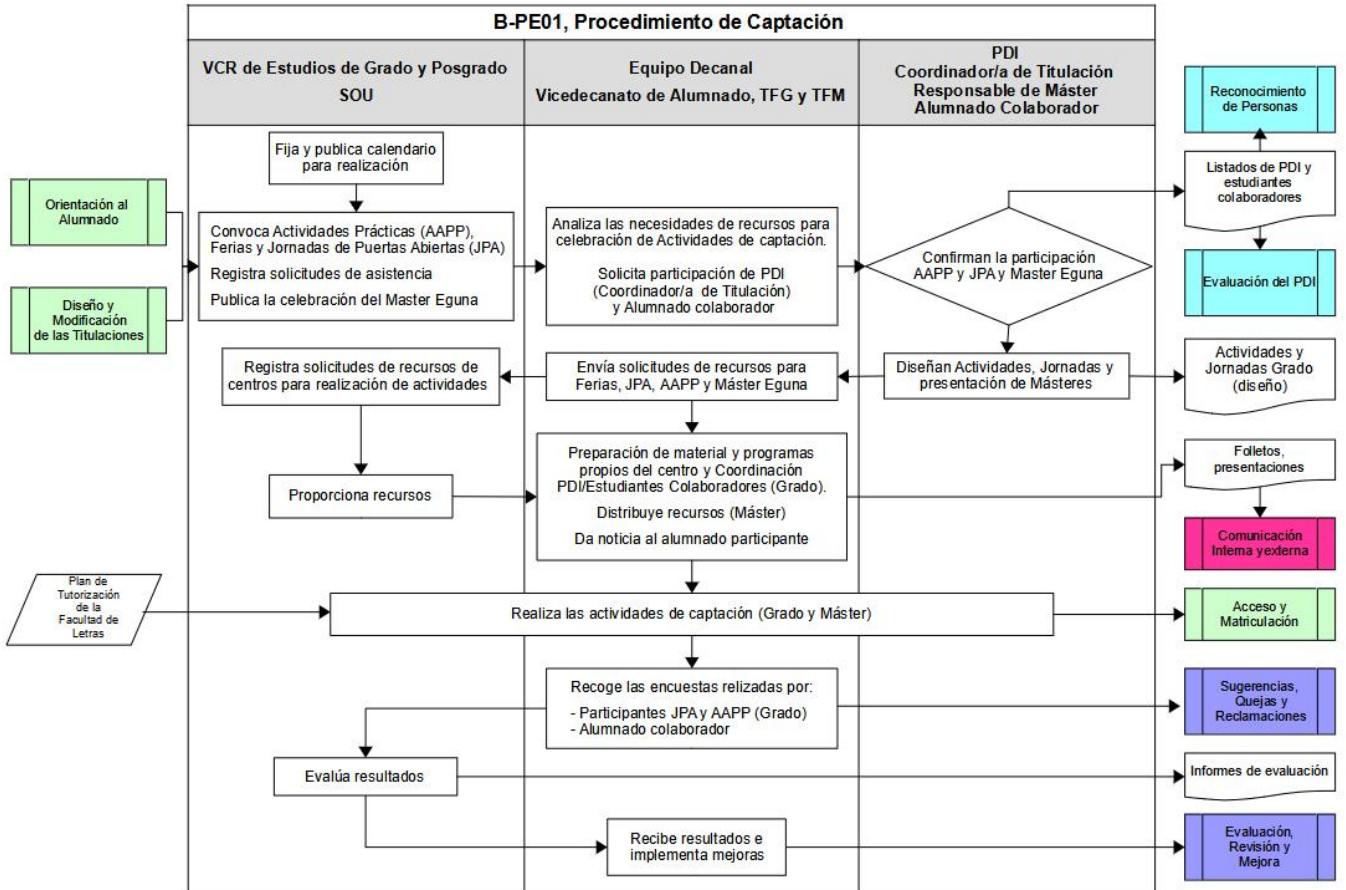 B-PE01, Procedimiento de Captación
VCR de Estudios de Grado y Posgrado
SOU
Equipo Decanal
Vicedecanato de Alumnado, TFG y TFM
PDI
Coordinador/a de Titulación
Responsable de Máster
Alumnado Colaborador
Reconocimiento
de Personas
Fija y publica calendario
para realización
Listados de PDI y
estudiantes
colaboradores
Orientación al
Alumnado
Convoca Actividades Prácticas (AAPP),
Ferias y Jornadas de Puertas Abiertas (JPA)
Registra solicitudes de asistencia
Publica la celebración del Master Eguna
Analiza las necesidades de recursos para
celebración de Actividades de captación.
Solicita participación de PDI
(Coordinador/a de Titulación)
y Alumnado colaborador
Confirman la participación
AAPP y JPA y Master Eguna
Evaluación del PDI
Diseño y
Modificación
de las Titulaciones
Registra solicitudes de recursos de
centros para realización de actividades
Envía solicitudes de recursos para
Ferias, JPA, AAPP y Máster Eguna
Diseñan Actividades, Jornadas y
presentación de Másteres
Actividades y
Jornadas Grado
(diseño)
Proporciona recursos
Preparación de material y programas
propios del centro y Coordinación
PDI/Estudiantes Colaboradores (Grado).
Distribuye recursos (Máster)
Da noticia al alumnado participante
Folletos,
presentaciones
Comunicación
Interna yexterna
Plan de
Tutorización
de la
Facultad de
Letras
Realiza las actividades de captación (Grado y Máster)
Acceso y
Matriculación
Recoge las encuestas relizadas por:
- Participantes JPA y AAPP (Grado)
- Alumnado colaborador
Sugerencias,
Quejas y
Reclamaciones
Evalúa resultados
Informes de evaluación
Recibe resultados e
implementa mejoras
Evaluación,
Revisión y
Mejora